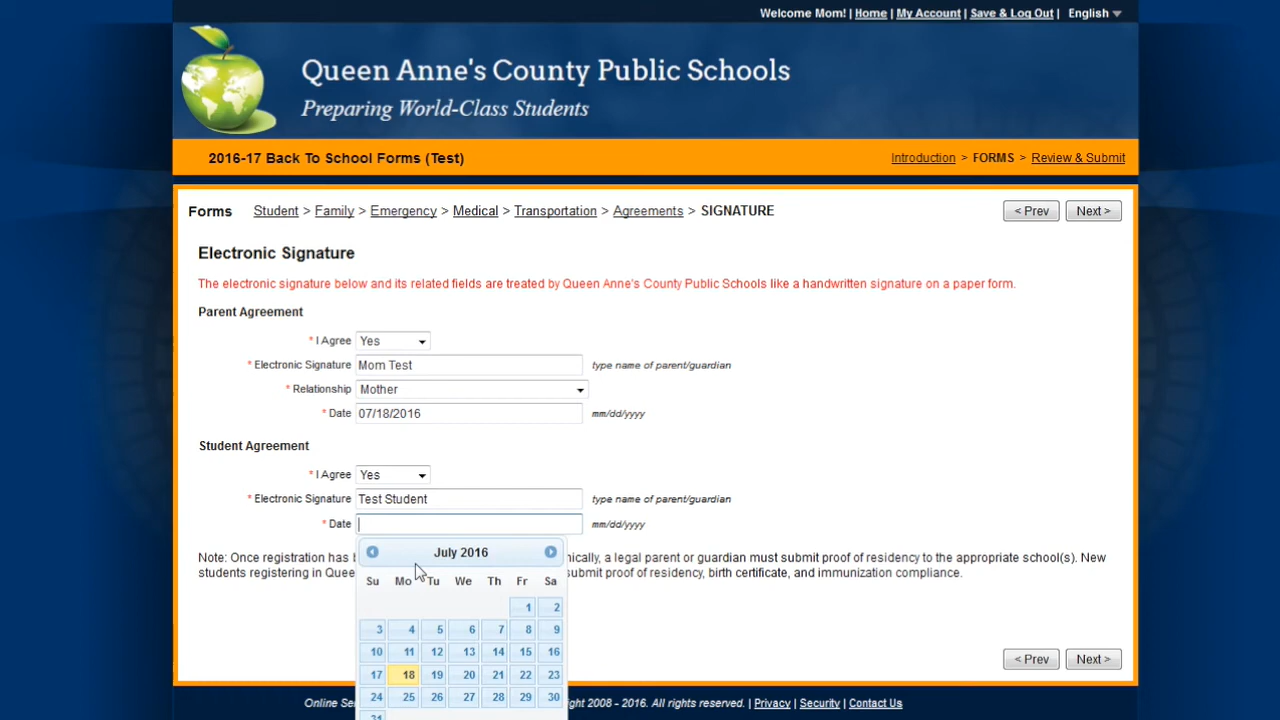 Welcome Mom! | Home | My Account | Save & Log Out | English
Queen Anne's County Public Schools
Preparing World-Class Students
2016-17 Back To School Forms (Test)
Introduction > FORMS > Review & Submit
Forms Student > Family > Emergency > Medical > Transportation > Agreements > SIGNATURE
< Prev Next >
Electronic Signature
The electronic signature below and its related fields are treated by Queen Anne's County Public Schools like a handwritten signature on a paper form.
Parent Agreement
* I Agree Yes
* Electronic Signature Mom Test type name of parent/guardian
* Relationship Mother
* Date 07/18/2016 mm/dd/yyyy
Student Agreement
* I Agree Yes
* Electronic Signature Test Student type name of parent/guardian
* Date mm/dd/yyyy
July 2016
Note: Once registration has nically, a legal parent or guardian must submit proof of residency to the appropriate school(s). New
students registering in Quee submit proof of residency, birth certificate, and immunization compliance.
Su Mo Tu We Th Fr Sa
1 2
3 4 5 6 7 8 9
10 11 12 13 14 15 16
17 18 19 20 21 22 23
24 25 26 27 28 29 30
31
< Prev Next >
Online Se ght 2008 - 2016. All rights reserved. | Privacy | Security | Contact Us